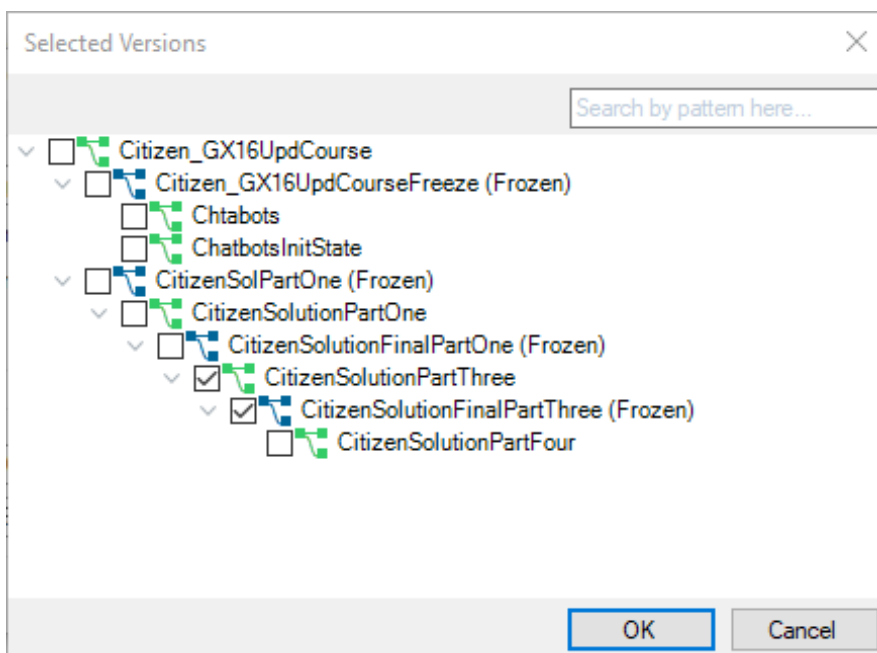 Selected Versions
Search by pattern here...
Citizen_GX16UpdCourse
Citizen_GX16UpdCourseFreeze (Frozen)
Chtabots
ChatbotsInitState
CitizenSolPartOne (Frozen)
CitizenSolutionPartOne
CitizenSolutionFinalPartOne (Frozen)
CitizenSolutionPartThree
CitizenSolutionFinalPartThree (Frozen)
CitizenSolutionPartFour
OK Cancel